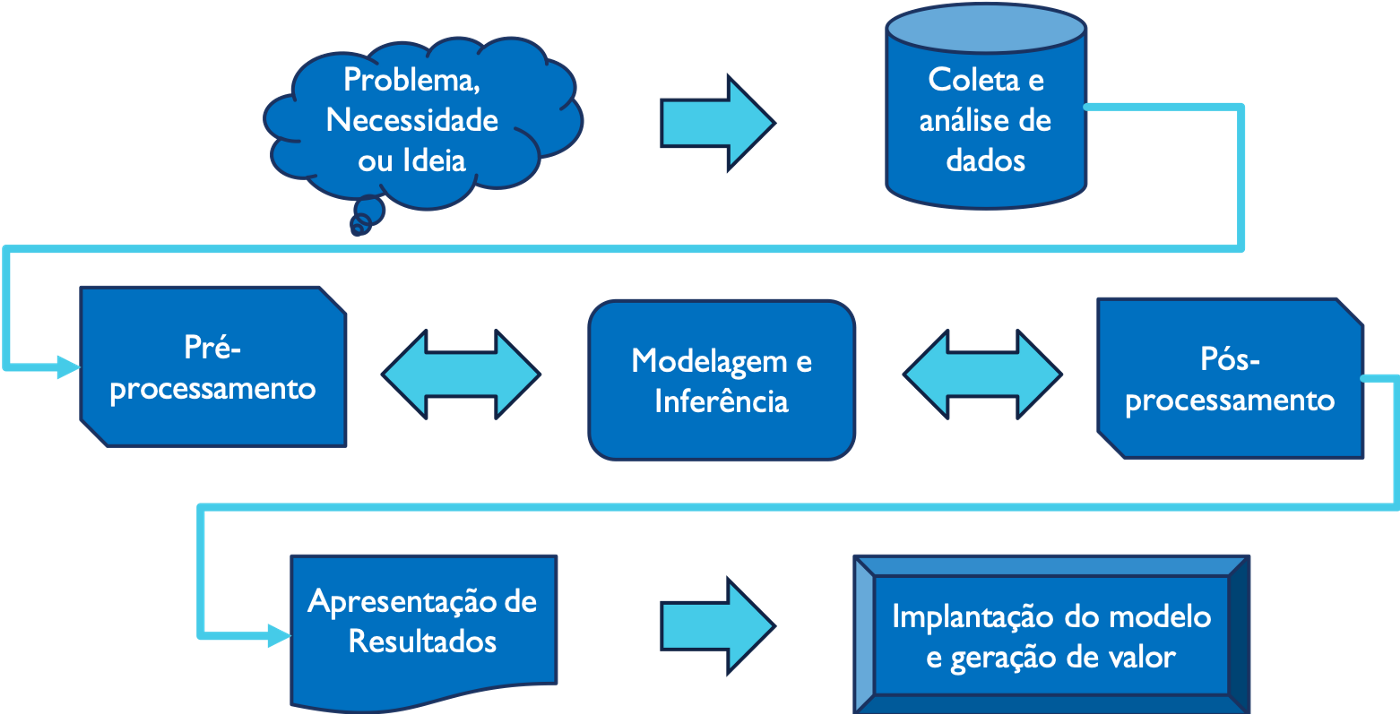 Problema,
Necessidade
ou Ideia
Coleta e
análise de
dados
Pré-
processamento
Modelagem e
Inferência
Pós-
processamento
Apresentação de
Resultados
Implantação do modelo
e geração de valor